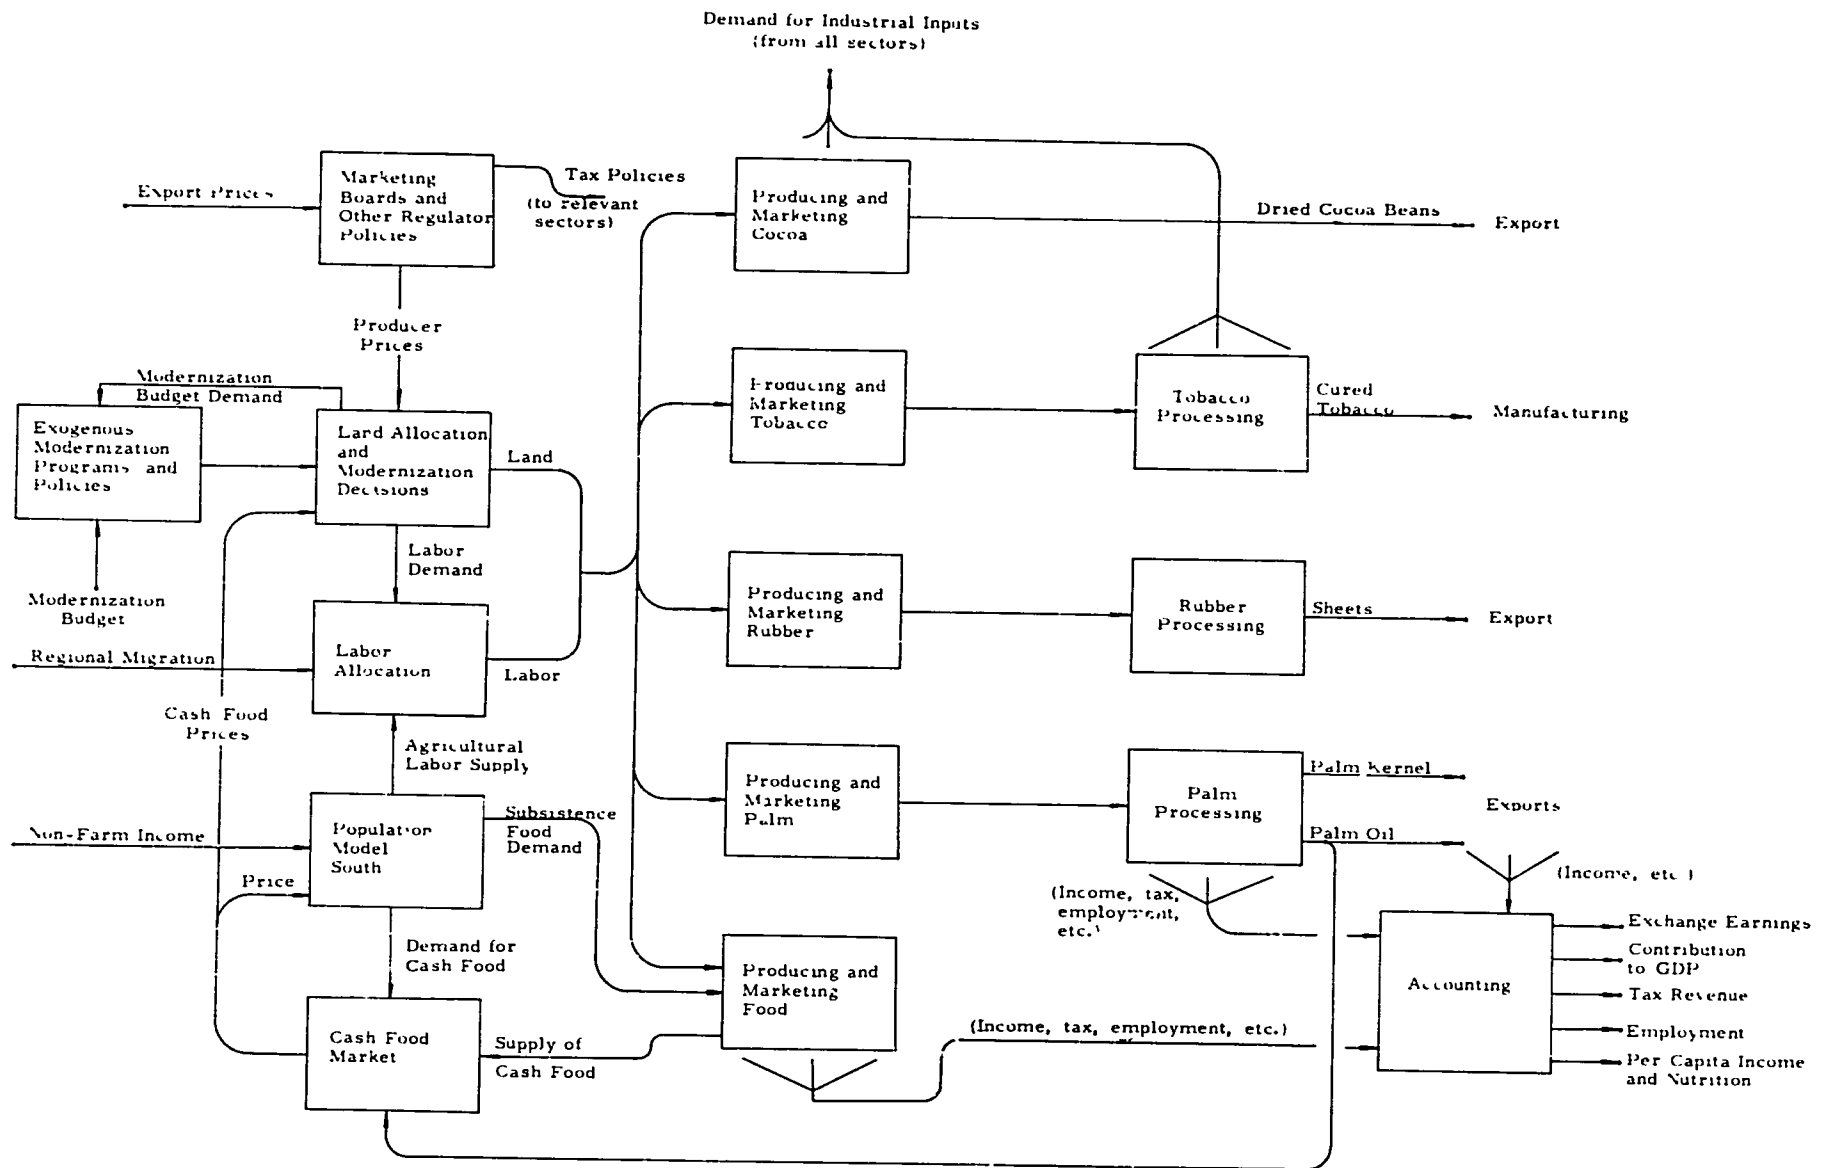 Demand for Industrial Inputs
(from all sectors)
Export Prices
Marketing
Boards and
Other Regulator
Policies
Tax Policies
(to relevant
sectors)
Producing and
Marketing
Cocoa
Dried Cocoa Beans
Export
Producer
Prices
Modernization
Budget Demand
Exogenous
Modernization
Programs and
Policies
Land Allocation
and
Modernization
Decisions
Land
Producing and
Marketing
Tobacco
Tobacco
Processing
Cured
Tobacco
Manufacturing
Labor
Demand
Modernization
Budget
Regional Migration
Labor
Allocation
Labor
Producing and
Marketing
Rubber
Rubber
Processing
Sheets
Export
Cash Food
Prices
Agricultural
Labor Supply
Producing and
Marketing
Palm
Palm
Processing
Palm Kernel
Exports
Palm Oil
Non-Farm Income
Population
Model
South
Subsistence
Food
Demand
Price
(Income, tax,
employment,
etc.)
(Income, etc.)
Demand for
Cash Food
Producing and
Marketing
Food
Accounting
Exchange Earnings
Contribution
to GDP
Tax Revenue
Employment
Per Capita Income
and Nutrition
Cash Food
Market
Supply of
Cash Food
(Income, tax, employment, etc.)